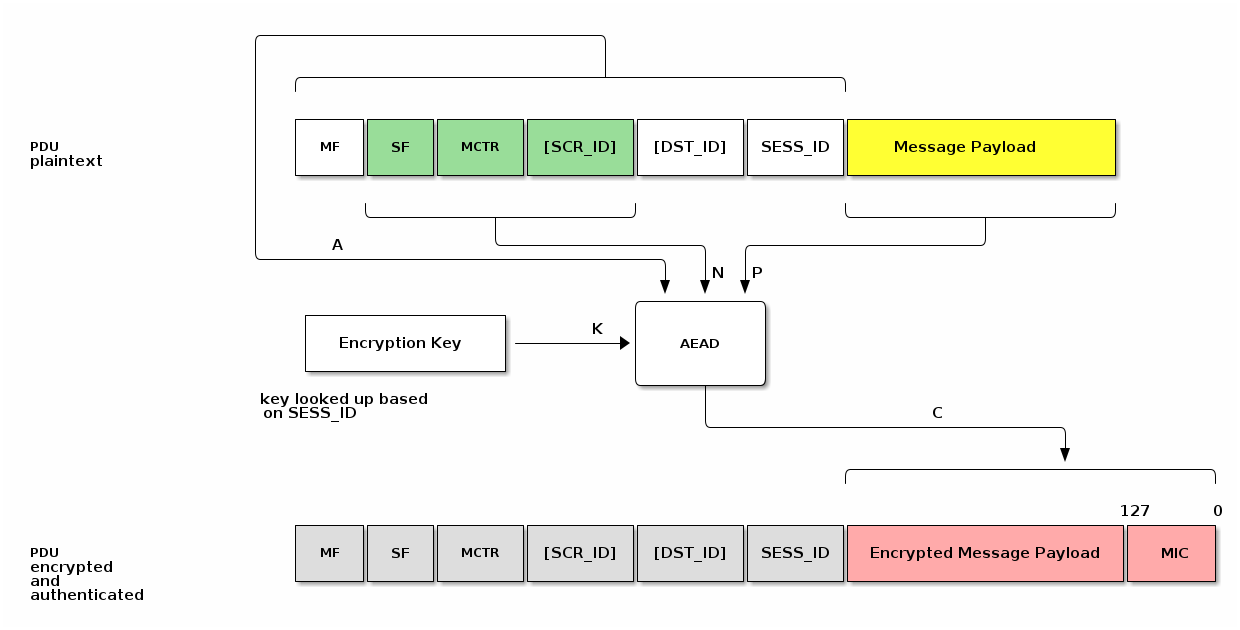 PDU
plaintext
MF
SF
MCTR
[SCR_ID]
[DST_ID]
SESS_ID
Message Payload
A
N
P
Encryption Key
K
AEAD
key looked up based
on SESS_ID
C
127
0
PDU
encrypted
and
authenticated
MF
SF
MCTR
[SCR_ID]
[DST_ID]
SESS_ID
Encrypted Message Payload
MIC